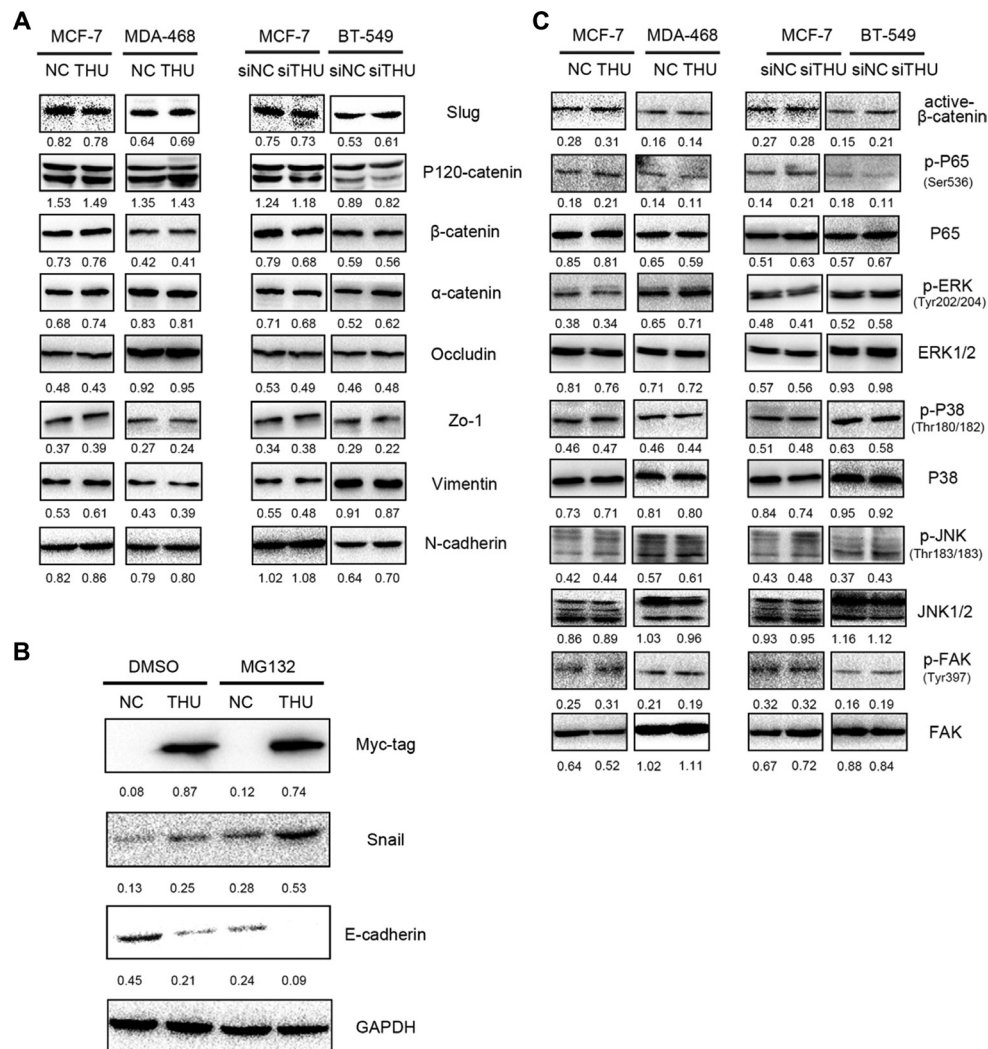 A
MCF-7 MDA-468 MCF-7 BT-549
NC THU NC THU siNC siTHU siNC siTHU
Slug
0.82 0.78 0.64 0.69 0.75 0.73 0.53 0.61
P120-catenin
1.53 1.49 1.35 1.43 1.24 1.18 0.89 0.82
β-catenin
0.73 0.76 0.42 0.41 0.79 0.68 0.59 0.56
α-catenin
0.68 0.74 0.83 0.81 0.71 0.68 0.52 0.62
Occludin
0.48 0.43 0.92 0.95 0.53 0.49 0.46 0.48
Zo-1
0.37 0.39 0.27 0.24 0.34 0.38 0.29 0.22
Vimentin
0.53 0.61 0.43 0.39 0.55 0.48 0.91 0.87
N-cadherin
0.82 0.86 0.79 0.80 1.02 1.08 0.64 0.70
B
DMSO MG132
NC THU NC THU
Myc-tag
0.08 0.87 0.12 0.74
Snail
0.13 0.25 0.28 0.53
E-cadherin
0.45 0.21 0.24 0.09
GAPDH
C
MCF-7 MDA-468 MCF-7 BT-549
NC THU NC THU siNC siTHU siNC siTHU
active-
β-catenin
0.28 0.31 0.16 0.14 0.27 0.28 0.15 0.21
p-P65
(Ser536)
0.18 0.21 0.14 0.11 0.14 0.21 0.18 0.11
P65
0.85 0.81 0.65 0.59 0.51 0.63 0.57 0.67
p-ERK
(Tyr202/204)
0.38 0.34 0.65 0.71 0.48 0.41 0.52 0.58
ERK1/2
0.81 0.76 0.71 0.72 0.57 0.56 0.93 0.98
p-P38
(Thr180/182)
0.46 0.47 0.46 0.44 0.51 0.48 0.63 0.58
P38
0.73 0.71 0.81 0.80 0.84 0.74 0.95 0.92
p-JNK
(Thr183/183)
0.42 0.44 0.57 0.61 0.43 0.48 0.37 0.43
JNK1/2
0.86 0.89 1.03 0.96 0.93 0.95 1.16 1.12
p-FAK
(Tyr397)
0.25 0.31 0.21 0.19 0.32 0.32 0.16 0.19
FAK
0.64 0.52 1.02 1.11 0.67 0.72 0.88 0.84